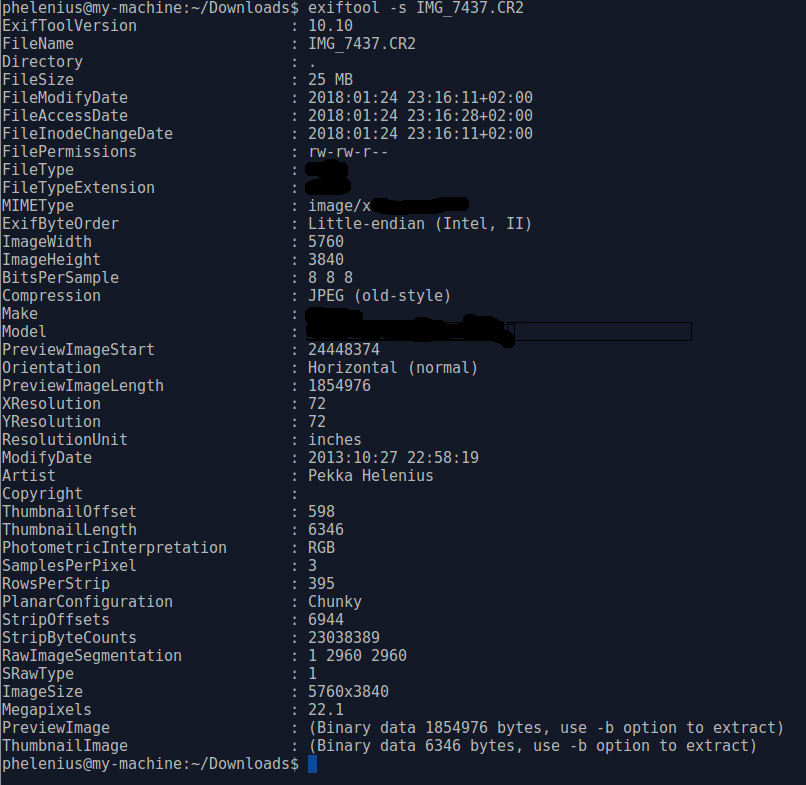 phelenius@my-machine:~/Downloads$ exiftool -s IMG_7437.CR2
ExifToolVersion : 10.10
FileName : IMG_7437.CR2
Directory : .
FileSize : 25 MB
FileModifyDate : 2018:01:24 23:16:11+02:00
FileAccessDate : 2018:01:24 23:16:28+02:00
FileInodeChangeDate : 2018:01:24 23:16:11+02:00
FilePermissions : rw-rw-r--
FileType :
FileTypeExtension :
MIMEType : image/x
ExifByteOrder : Little-endian (Intel, II)
ImageWidth : 5760
ImageHeight : 3840
BitsPerSample : 8 8 8
Compression : JPEG (old-style)
Make :
Model :
PreviewImageStart : 24448374
Orientation : Horizontal (normal)
PreviewImageLength : 1854976
XResolution : 72
YResolution : 72
ResolutionUnit : inches
ModifyDate : 2013:10:27 22:58:19
Artist : Pekka Helenius
Copyright :
ThumbnailOffset : 598
ThumbnailLength : 6346
PhotometricInterpretation : RGB
SamplesPerPixel : 3
RowsPerStrip : 395
PlanarConfiguration : Chunky
StripOffsets : 6944
StripByteCounts : 23038389
RawImageSegmentation : 1 2960 2960
SRawType : 1
ImageSize : 5760x3840
Megapixels : 22.1
PreviewImage : (Binary data 1854976 bytes, use -b option to extract)
ThumbnailImage : (Binary data 6346 bytes, use -b option to extract)
phelenius@my-machine:~/Downloads$